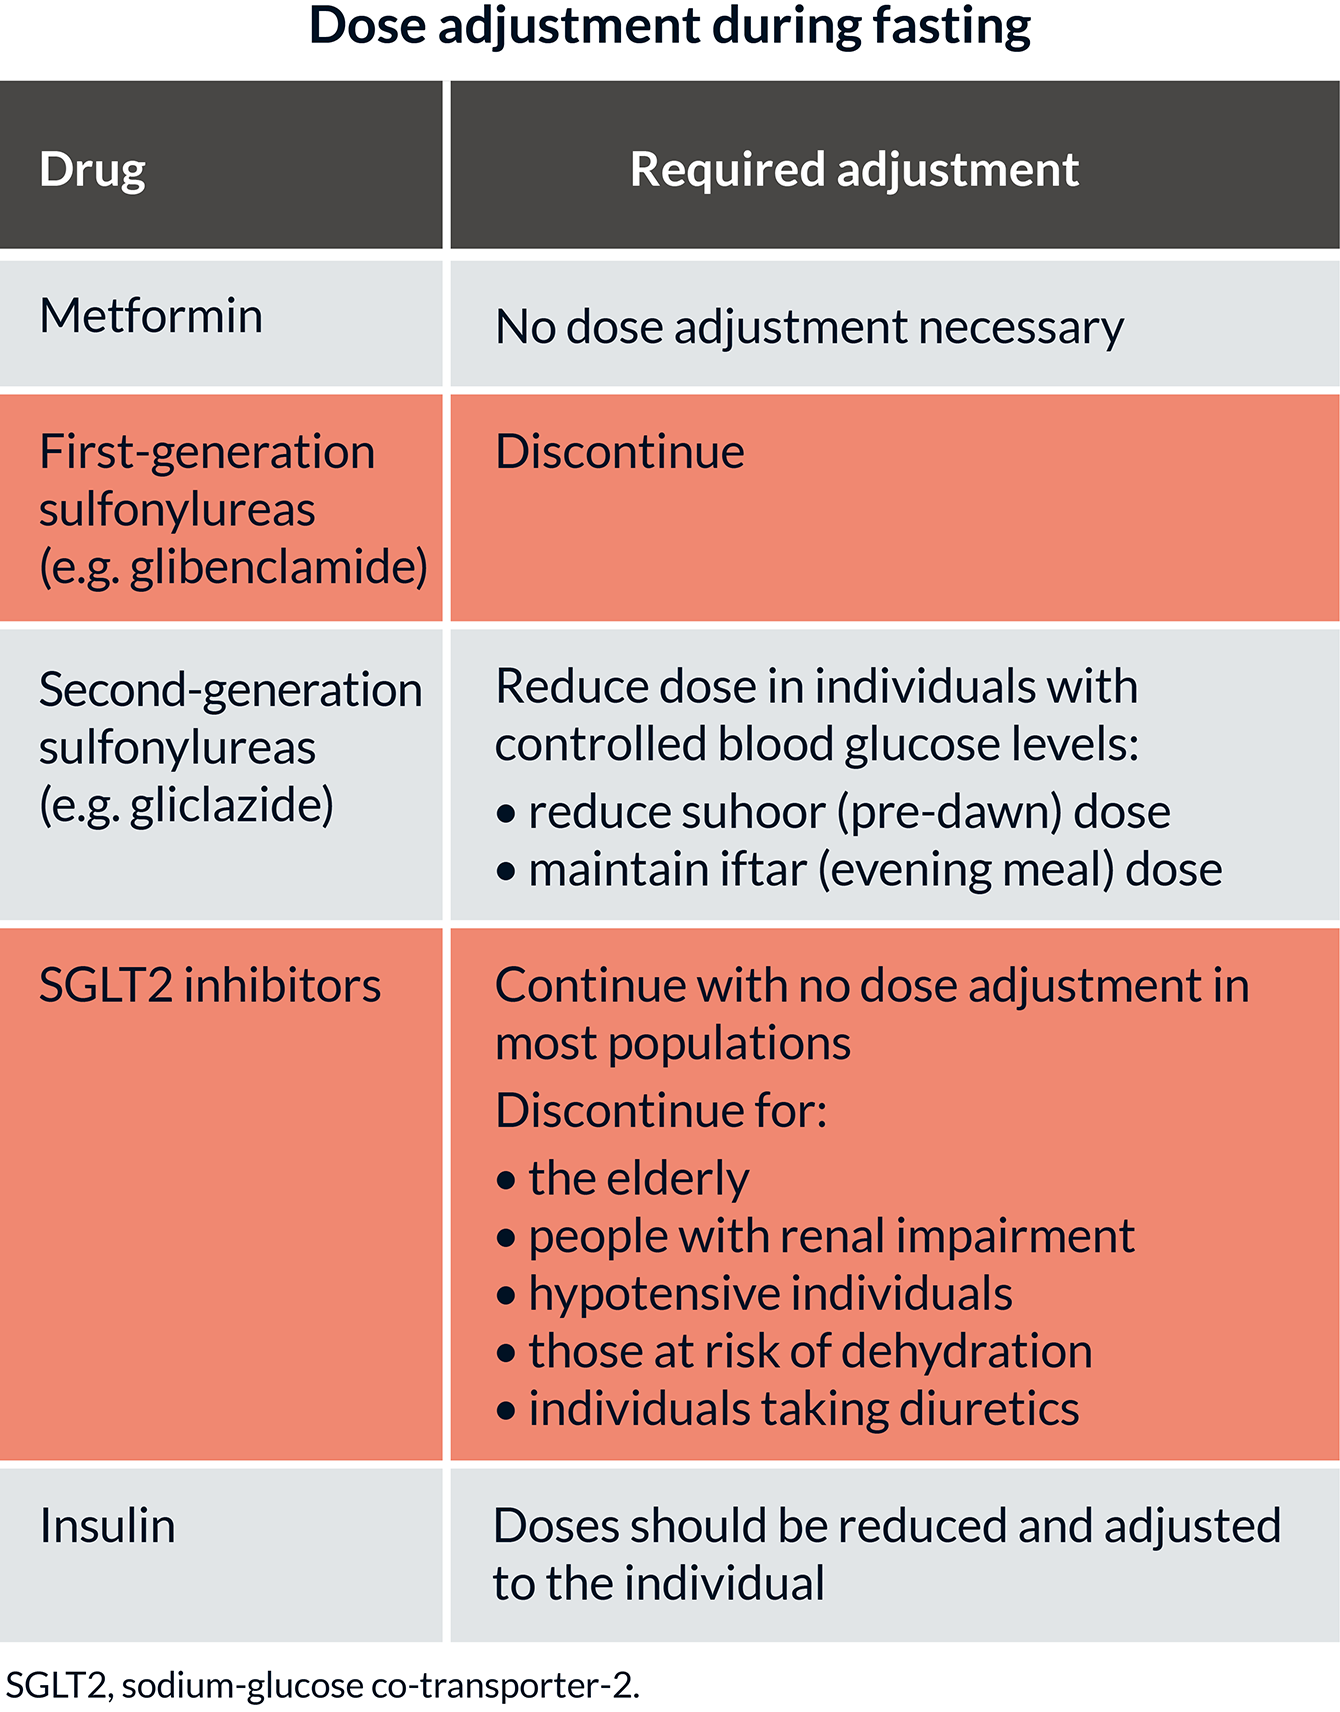 Dose adjustment during fasting
Drug
Required adjustment
Metformin
No dose adjustment necessary
First-generation
sulfonylureas
(e.g. glibenclamide)
Discontinue
Second-generation
sulfonylureas
(e.g. gliclazide)
Reduce dose in individuals with
controlled blood glucose levels:
• reduce suhoor (pre-dawn) dose
• maintain iftar (evening meal) dose
SGLT2 inhibitors
Continue with no dose adjustment in
most populations
Discontinue for:
• the elderly
• people with renal impairment
• hypotensive individuals
• those at risk of dehydration
• individuals taking diuretics
Insulin
Doses should be reduced and adjusted
to the individual
SGLT2, sodium-glucose co-transporter-2.